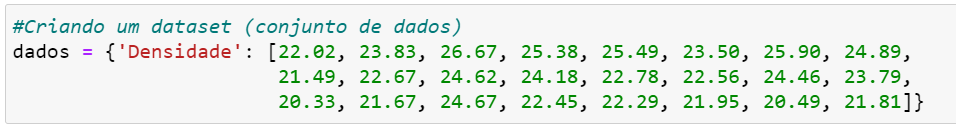 #Criando um dataset (conjunto de dados)
dados = {'Densidade': [22.02, 23.83, 26.67, 25.38, 25.49, 23.50, 25.90, 24.89,
21.49, 22.67, 24.62, 24.18, 22.78, 22.56, 24.46, 23.79,
20.33, 21.67, 24.67, 22.45, 22.29, 21.95, 20.49, 21.81]}